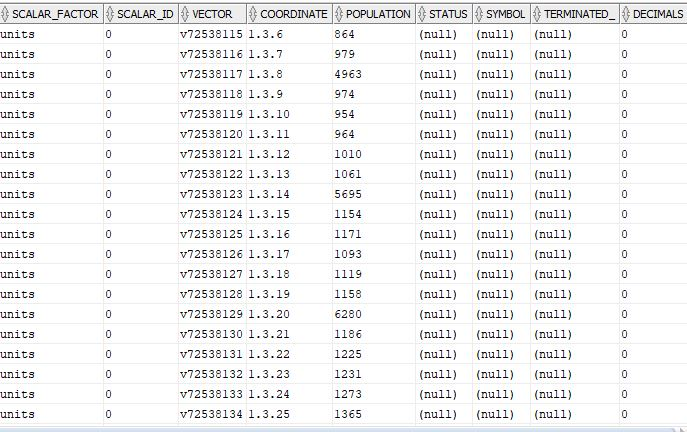 SCALAR_FACTOR SCALAR_ID VECTOR COORDINATE POPULATION STATUS SYMBOL TERMINATED_ DECIMALS
units 0 v72538115 1.3.6 864 (null) (null) (null) 0
units 0 v72538116 1.3.7 979 (null) (null) (null) 0
units 0 v72538117 1.3.8 4963 (null) (null) (null) 0
units 0 v72538118 1.3.9 974 (null) (null) (null) 0
units 0 v72538119 1.3.10 954 (null) (null) (null) 0
units 0 v72538120 1.3.11 964 (null) (null) (null) 0
units 0 v72538121 1.3.12 1010 (null) (null) (null) 0
units 0 v72538122 1.3.13 1061 (null) (null) (null) 0
units 0 v72538123 1.3.14 5695 (null) (null) (null) 0
units 0 v72538124 1.3.15 1154 (null) (null) (null) 0
units 0 v72538125 1.3.16 1171 (null) (null) (null) 0
units 0 v72538126 1.3.17 1093 (null) (null) (null) 0
units 0 v72538127 1.3.18 1119 (null) (null) (null) 0
units 0 v72538128 1.3.19 1158 (null) (null) (null) 0
units 0 v72538129 1.3.20 6280 (null) (null) (null) 0
units 0 v72538130 1.3.21 1186 (null) (null) (null) 0
units 0 v72538131 1.3.22 1225 (null) (null) (null) 0
units 0 v72538132 1.3.23 1231 (null) (null) (null) 0
units 0 v72538133 1.3.24 1273 (null) (null) (null) 0
units 0 v72538134 1.3.25 1365 (null) (null) (null) 0